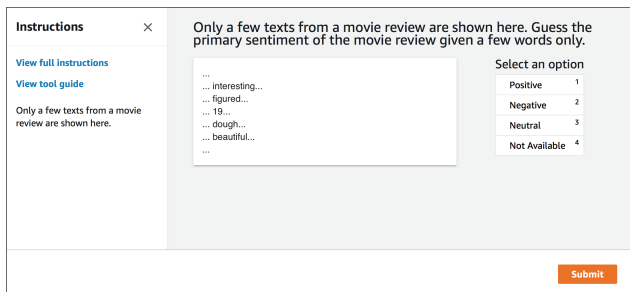 Instructions ×
View full instructions
View tool guide
Only a few texts from a movie
review are shown here.
Only a few texts from a movie review are shown here. Guess the
primary sentiment of the movie review given a few words only.
...
... interesting...
... figured...
... 19...
... dough...
... beautiful...
...
Select an option
Positive 1
Negative 2
Neutral 3
Not Available 4
Submit